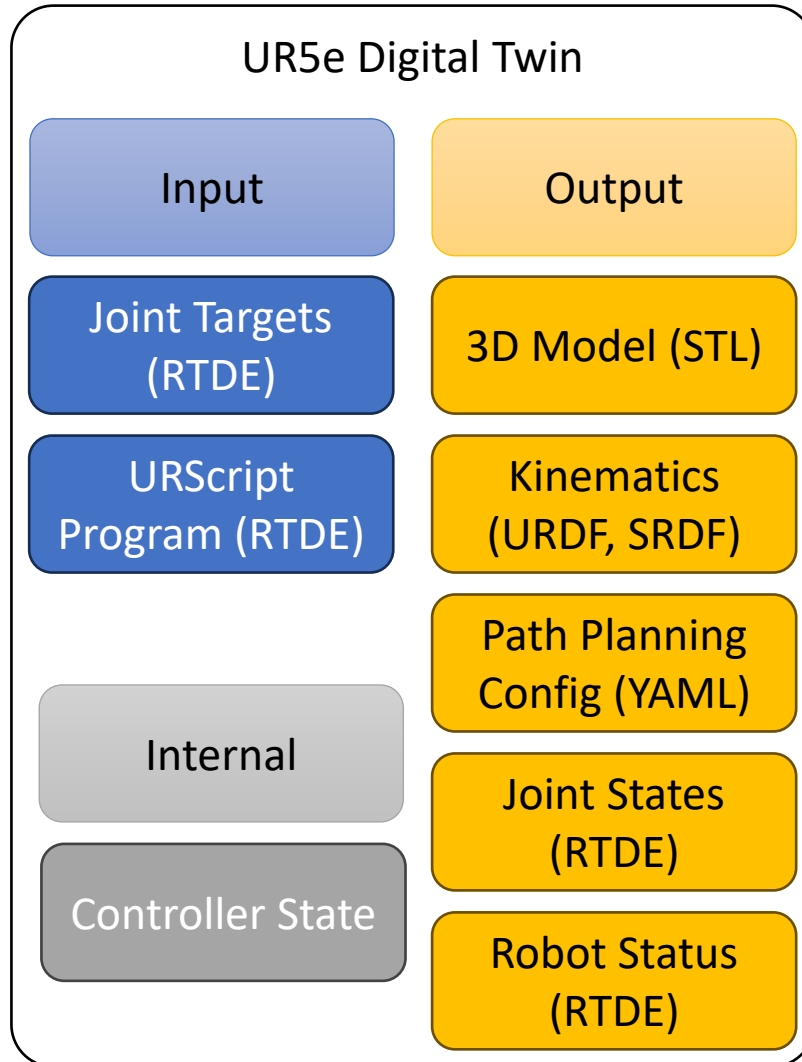 UR5e Digital Twin
Input
Joint Targets
(RTDE)
URScript
Program (RTDE)
Internal
Controller State
Output
3D Model (STL)
Kinematics
(URDF, SRDF)
Path Planning
Config (YAML)
Joint States
(RTDE)
Robot Status
(RTDE)